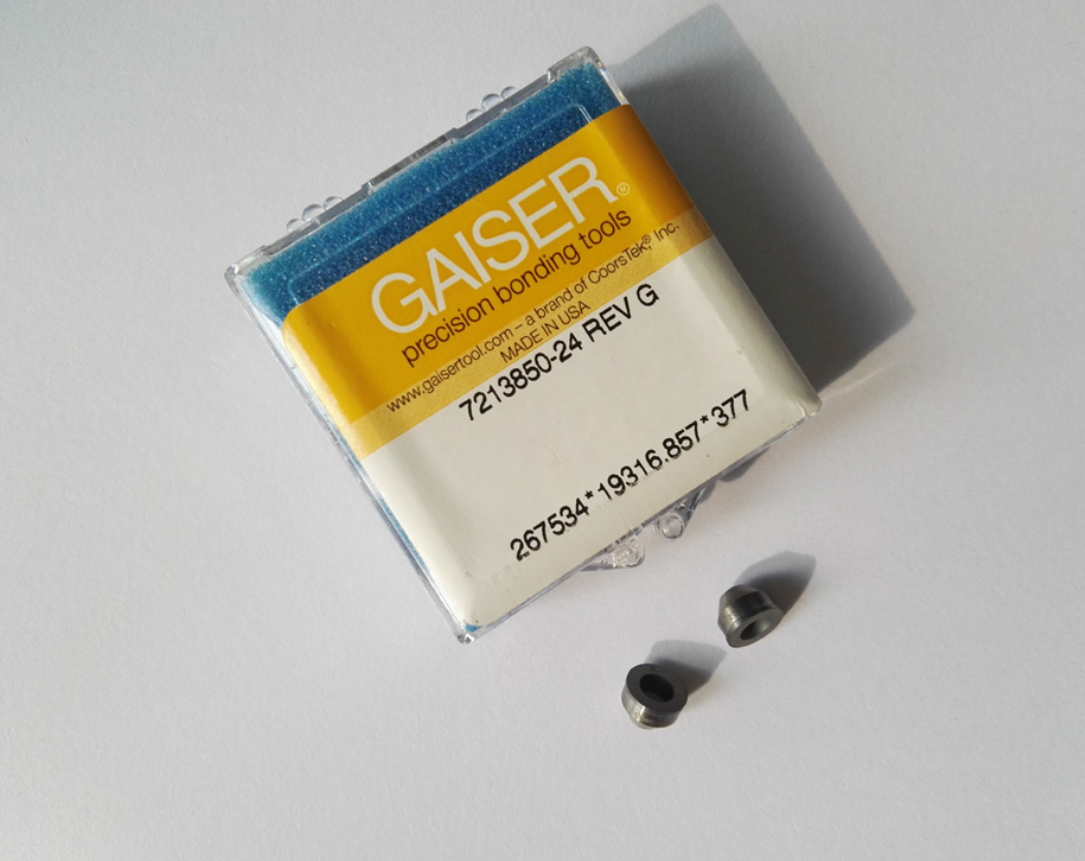 GAISER®
precision bonding tools
www.gaisertool.com – a brand of CoorsTek®, Inc.
MADE IN USA
7213850-24 REV G
267534*19316.857*377